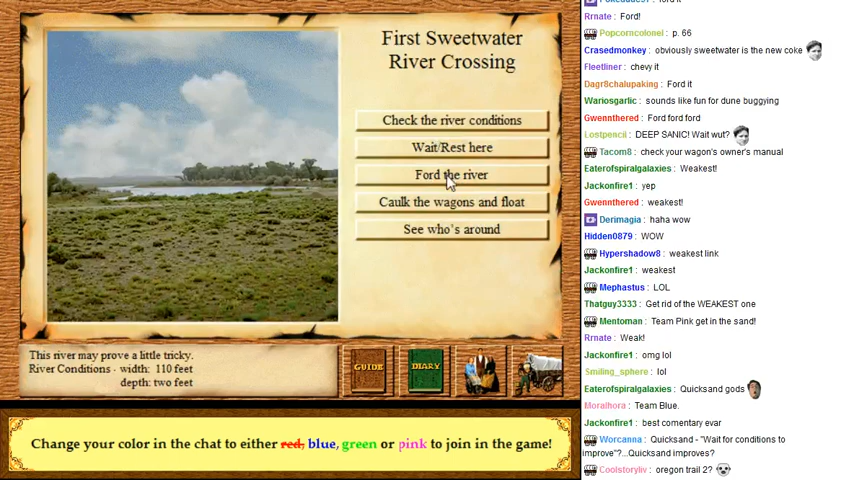 First Sweetwater
River Crossing
Check the river conditions
Wait/Rest here
Ford the river
Caulk the wagons and float
See who's around
This river may prove a little tricky.
River Conditions - width: 110 feet
depth: two feet
GUIDE
DIARY
Change your color in the chat to either red, blue, green or pink to join in the game!
Rrnate : Ford!
Popcorncolonel : p. 66
Crasedmonkey : obviously sweetwater is the new coke
Fleetliner : chevy it
Dagr8chalupaking : Ford it
Wariosgarlic : sounds like fun for dune buggying
Gwennthered : Ford ford ford
Lostpencil : DEEP SANIC! Wait wut?
Tacom8 : check your wagon's owner's manual
Eaterofspiralgalaxies : Weakest!
Jackonfire1 : yep
Gwennthered : weakest!
Derimagia : haha wow
Hidden0879 : WOW
Hypershadow8 : weakest link
Jackonfire1 : weakest
Mephastus : LOL
Thatguy3333 : Get rid of the WEAKEST one
Mentoman : Team Pink get in the sand!
Rrnate : Weak!
Jackonfire1 : omg lol
Smiling_sphere : lol
Eaterofspiralgalaxies : Quicksand gods
Moralhora : Team Blue.
Jackonfire1 : best comentary evar
Worcanna : Quicksand - "Wait for conditions to
improve"?...Quicksand improves?
Coolstoryliv : oregon trail 2?